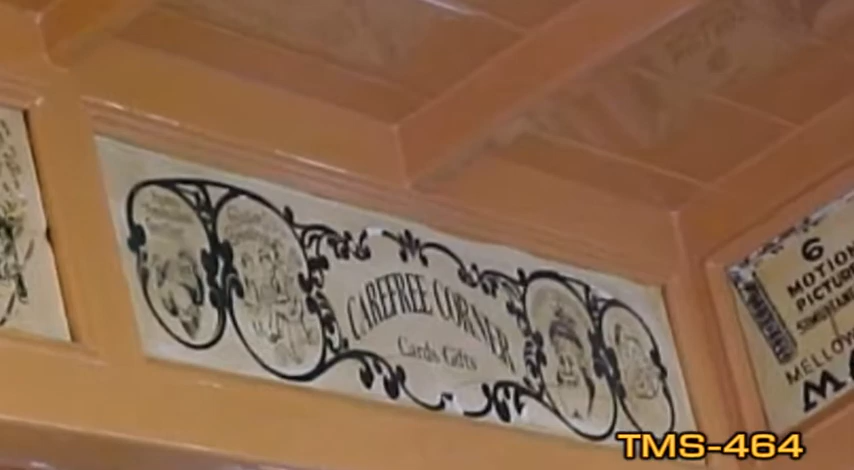 CAREFREE CORNER
Cards Gifts
6
MOTION
PICTURE
MELLOW
TMS-464